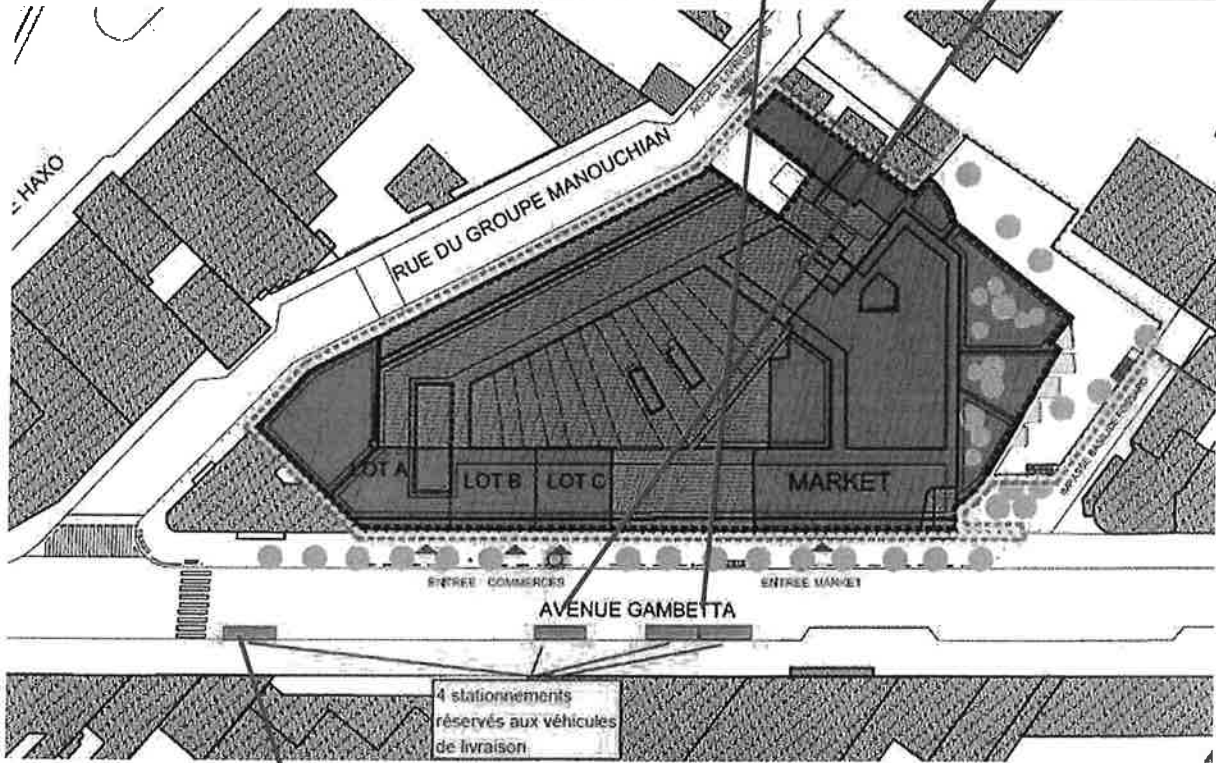 HAXO
RUE DU GROUPE MANOUCHIAN
LOT A
LOT B
LOT C
MARKET
ENTREE COMMERCES
ENTREE MARKET
AVENUE GAMBETTA
4 stationnements
réservés aux véhicules
de livraison